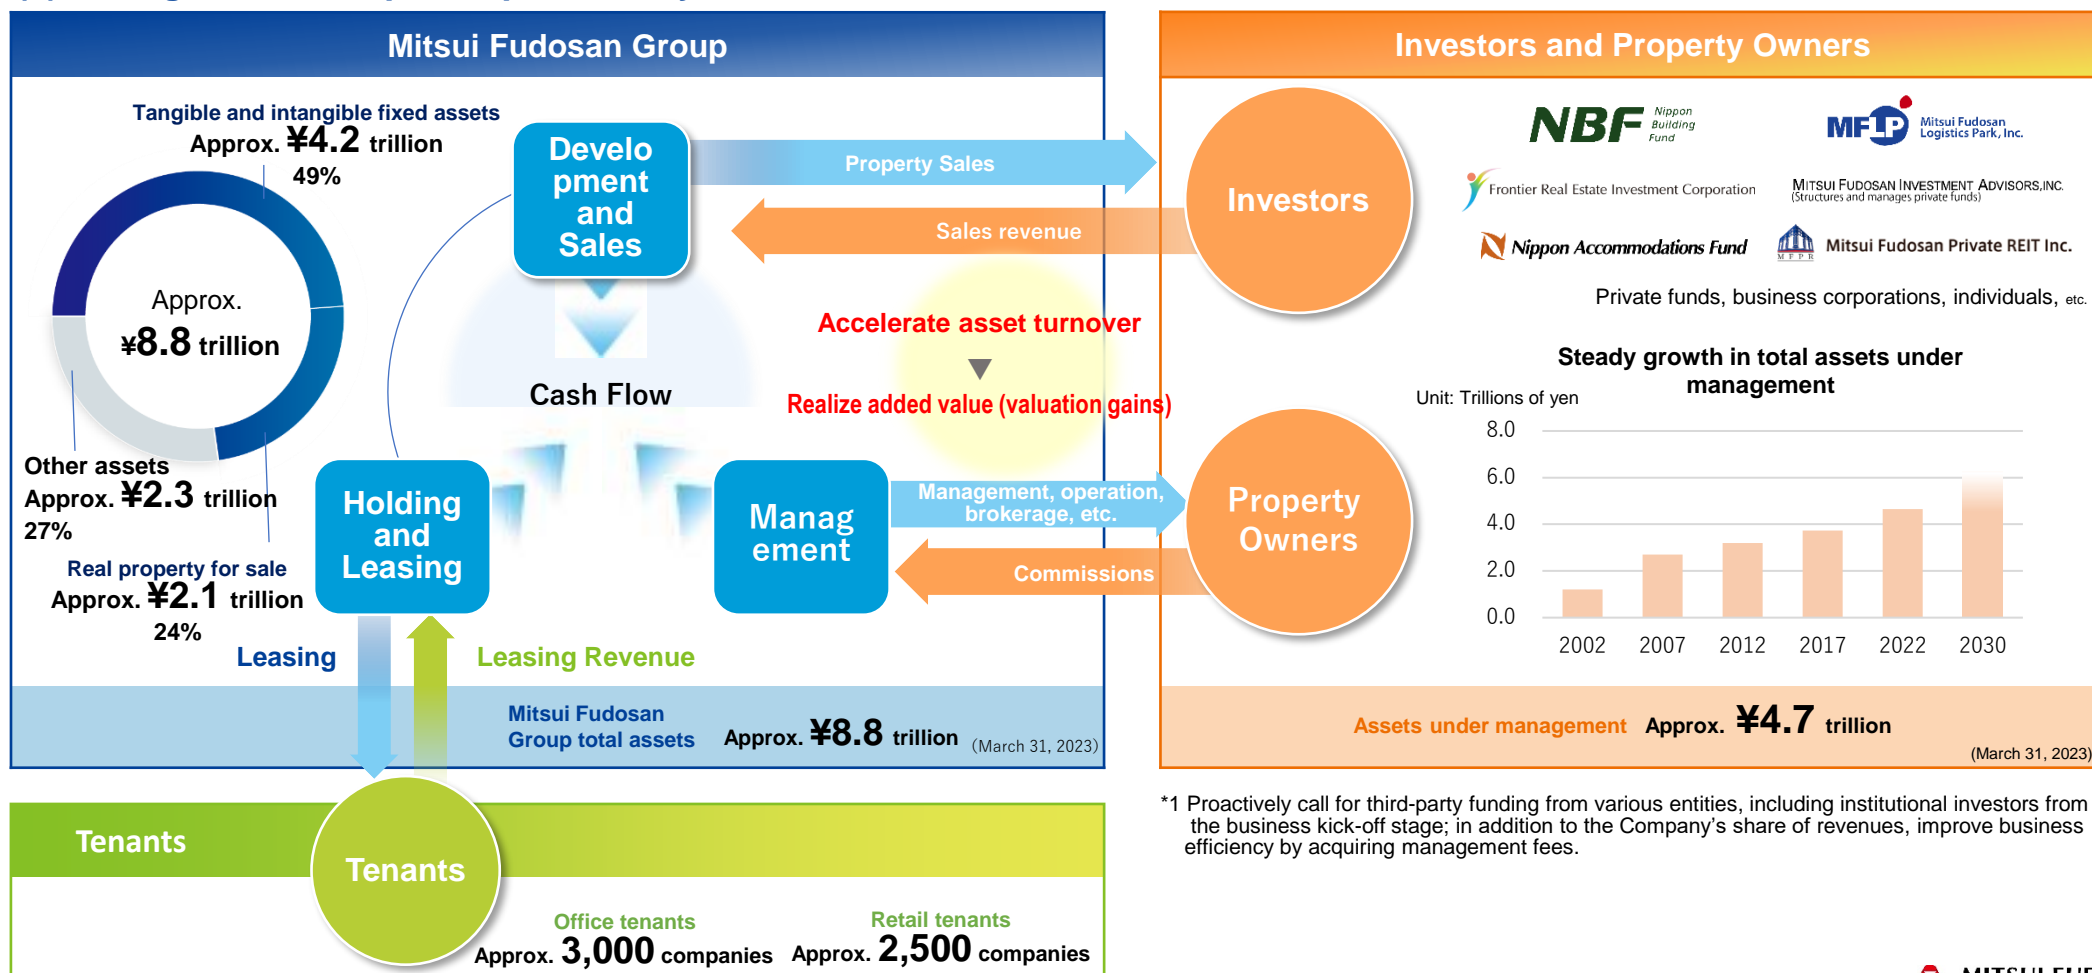 Mitsui Fudosan Group
Tangible and intangible fixed assets
Approx. ¥4.2 trillion
49%
Approx.
¥8.8 trillion
Other assets
Approx. ¥2.3 trillion
27%
Real property for sale
Approx. ¥2.1 trillion
24%
Develo
pment
and
Sales
Property Sales
Sales revenue
Cash Flow
Accelerate asset turnover
Realize added value (valuation gains)
Holding
and
Leasing
Manag
ement
Management, operation,
brokerage, etc.
Commissions
Leasing
Leasing Revenue
Mitsui Fudosan
Group total assets
Approx. ¥8.8 trillion (March 31, 2023)
Investors and Property Owners
Investors
Property
Owners
NBF Nippon
Building
Fund
MFLP Mitsui Fudosan
Logistics Park, Inc.
Frontier Real Estate Investment Corporation
MITSUI FUDOSAN INVESTMENT ADVISORS,INC.
(Structures and manages private funds)
Nippon Accommodations Fund
MFPR
Mitsui Fudosan Private REIT Inc.
Private funds, business corporations, individuals, etc.
Steady growth in total assets under
management
Unit: Trillions of yen
8.0
6.0
4.0
2.0
0.0
2002 2007 2012 2017 2022 2030
Assets under management Approx. ¥4.7 trillion
(March 31, 2023)
Tenants
Tenants
Office tenants
Approx. 3,000 companies
Retail tenants
Approx. 2,500 companies
*1 Proactively call for third-party funding from various entities, including institutional investors from
the business kick-off stage; in addition to the Company's share of revenues, improve business
efficiency by acquiring management fees.